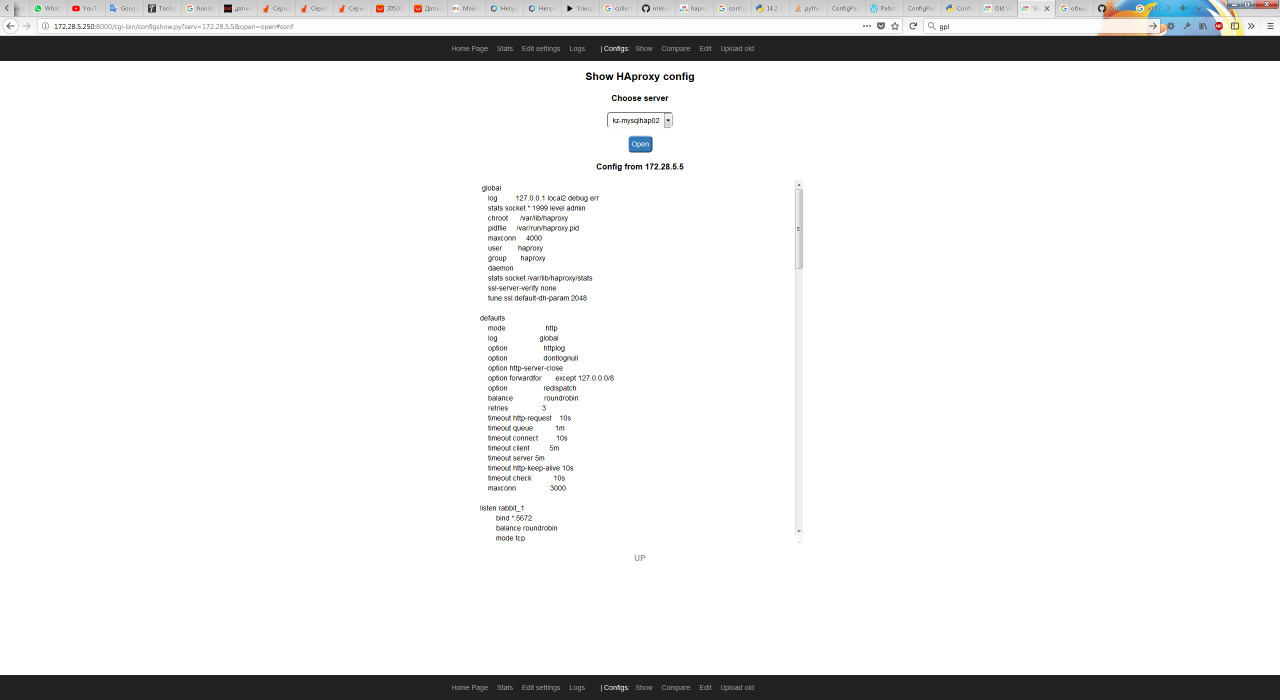 Whats
YouT
Goog
172.28.5.250:8000/cgi-bin/configshow.py?serv=172.28.5.5&open=open#conf
gpl
Home Page Stats Edit settings Logs | Configs: Show Compare Edit Upload old
Show HAproxy config
Choose server
kz-mysqlhap02
Open
Config from 172.28.5.5
global
log 127.0.0.1 local2 debug err
stats socket *:1999 level admin
chroot /var/lib/haproxy
pidfile /var/run/haproxy.pid
maxconn 4000
user haproxy
group haproxy
daemon
stats socket /var/lib/haproxy/stats
ssl-server-verify none
tune.ssl.default-dh-param 2048
defaults
mode http
log global
option httplog
option dontlognull
option http-server-close
option forwardfor except 127.0.0.0/8
option redispatch
balance roundrobin
retries 3
timeout http-request 10s
timeout queue 1m
timeout connect 10s
timeout client 5m
timeout server 5m
timeout http-keep-alive 10s
timeout check 10s
maxconn 3000
listen rabbit_1
bind *:5672
balance roundrobin
mode tcp
UP
Home Page Stats Edit settings Logs | Configs: Show Compare Edit Upload old